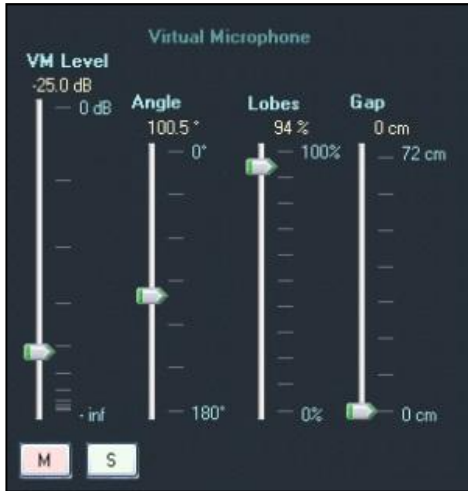 Virtual Microphone
VM Level
-25.0 dB
0 dB
- inf
Angle
100.5 °
0°
180°
Lobes
94 %
100%
0%
Gap
0 cm
72 cm
0 cm
M
S